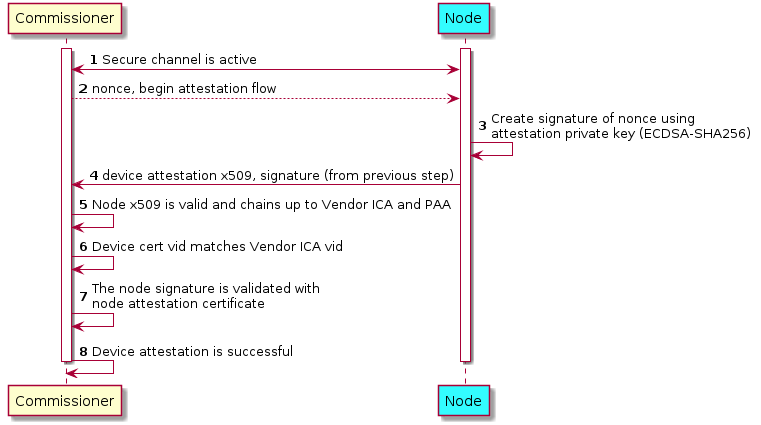 Commissioner Node
1 Secure channel is active
2 nonce, begin attestation flow
3 Create signature of nonce using
attestation private key (ECDSA-SHA256)
4 device attestation x509, signature (from previous step)
5 Node x509 is valid and chains up to Vendor ICA and PAA
6 Device cert vid matches Vendor ICA vid
7 The node signature is validated with
node attestation certificate
8 Device attestation is successful
Commissioner Node